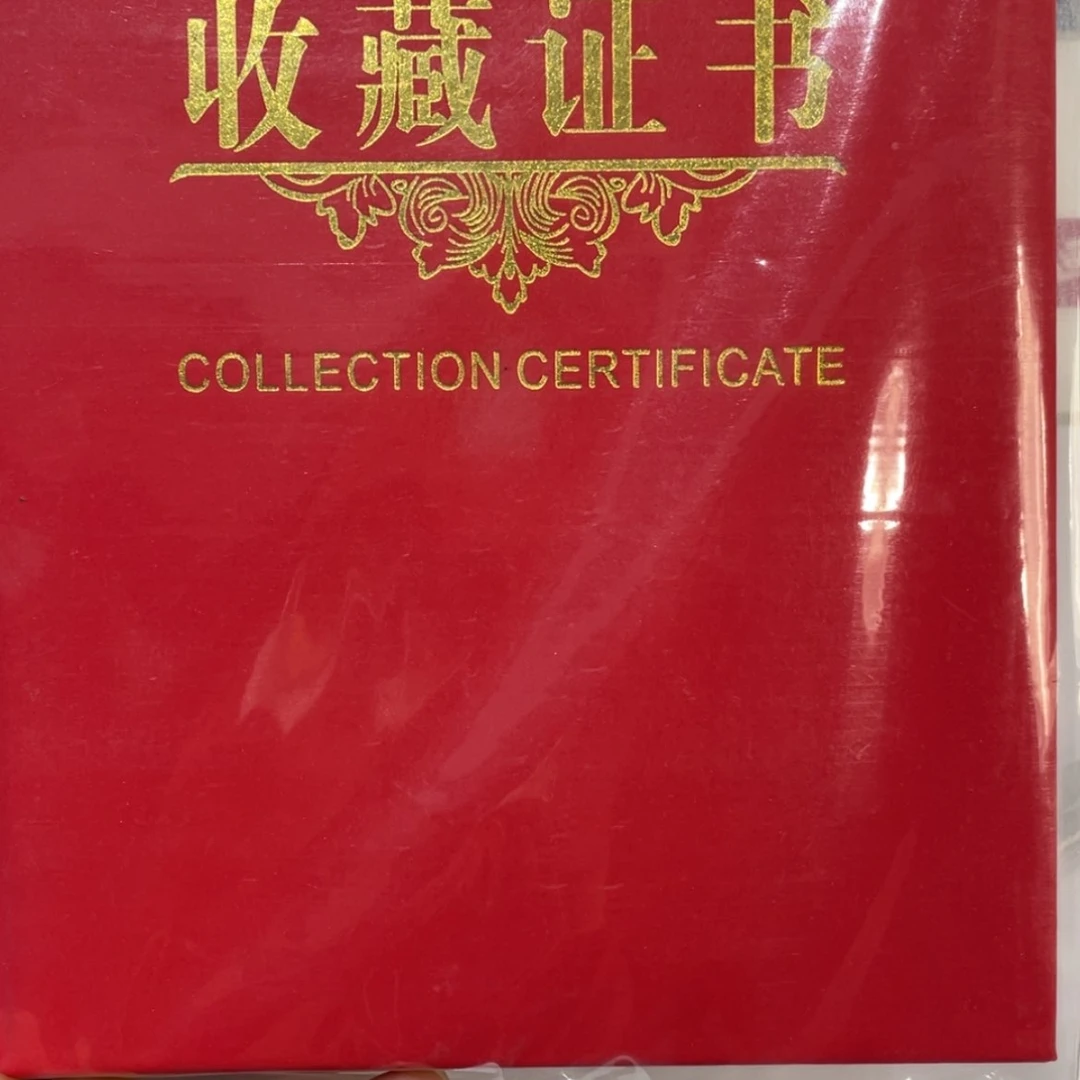 收藏证书
COLLECTION CERTIFICATE